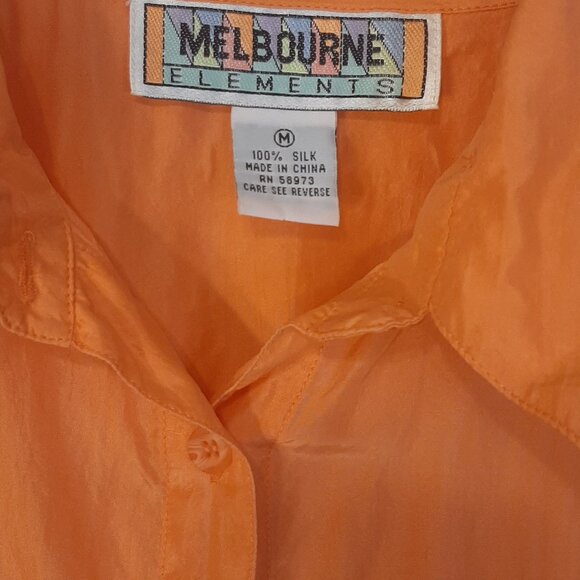 MELBOURNE
ELEMENTS
M
100% SILK
MADE IN CHINA
RN 58973
CARE SEE REVERSE